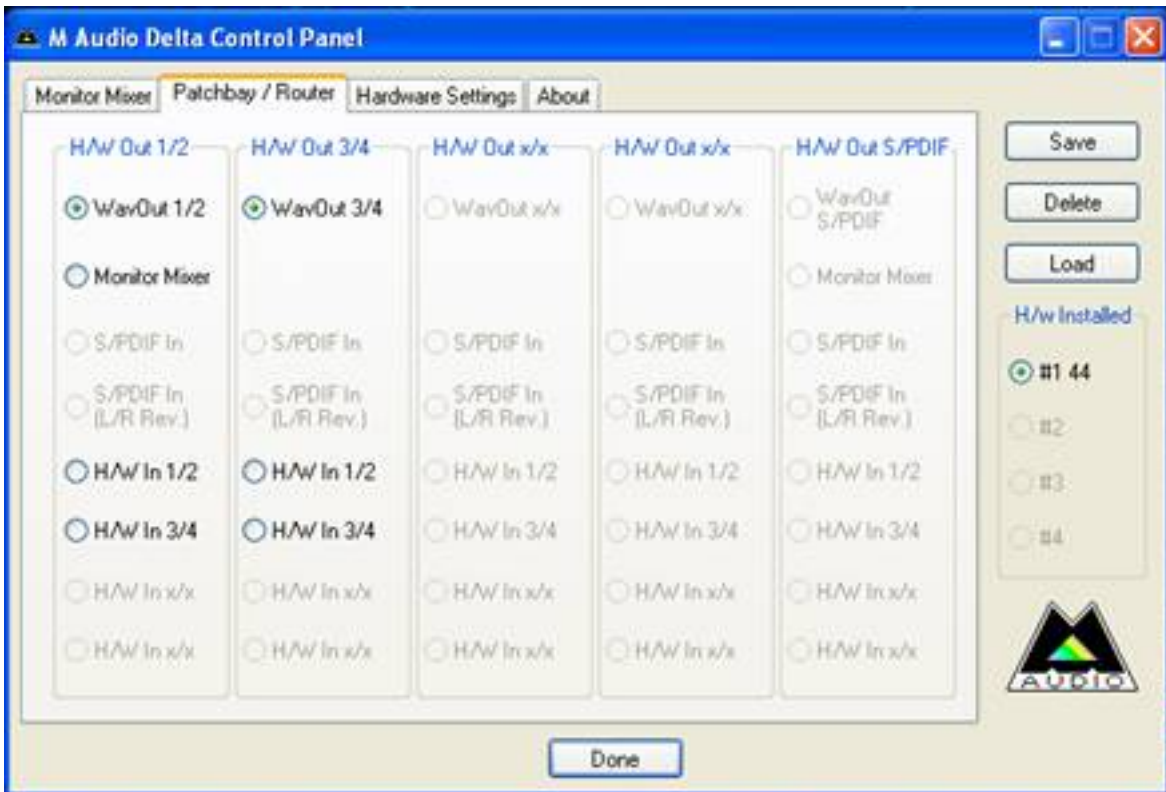 M Audio Delta Control Panel
Monitor Mixer Patchbay / Router Hardware Settings About
H/W Out 1/2 H/W Out 3/4 H/W Out x/x H/W Out x/x H/W Out S/PDIF
WavOut 1/2 WavOut 3/4 WavOut x/x WavOut x/x WavOut S/PDIF
Monitor Mixer Monitor Mixer
S/PDIF In S/PDIF In S/PDIF In S/PDIF In S/PDIF In
S/PDIF In S/PDIF In S/PDIF In S/PDIF In S/PDIF In
(L/R Rev.) (L/R Rev.) (L/R Rev.) (L/R Rev.) (L/R Rev.)
H/W In 1/2 H/W In 1/2 H/W In 1/2 H/W In 1/2 H/W In 1/2
H/W In 3/4 H/W In 3/4 H/W In 3/4 H/W In 3/4 H/W In 3/4
H/W In x/x H/W In x/x H/W In x/x H/W In x/x H/W In x/x
H/W In x/x H/W In x/x H/W In x/x H/W In x/x H/W In x/x
Save
Delete
Load
H/w Installed
#1 44
#2
#3
#4
M
AUDIO
Done